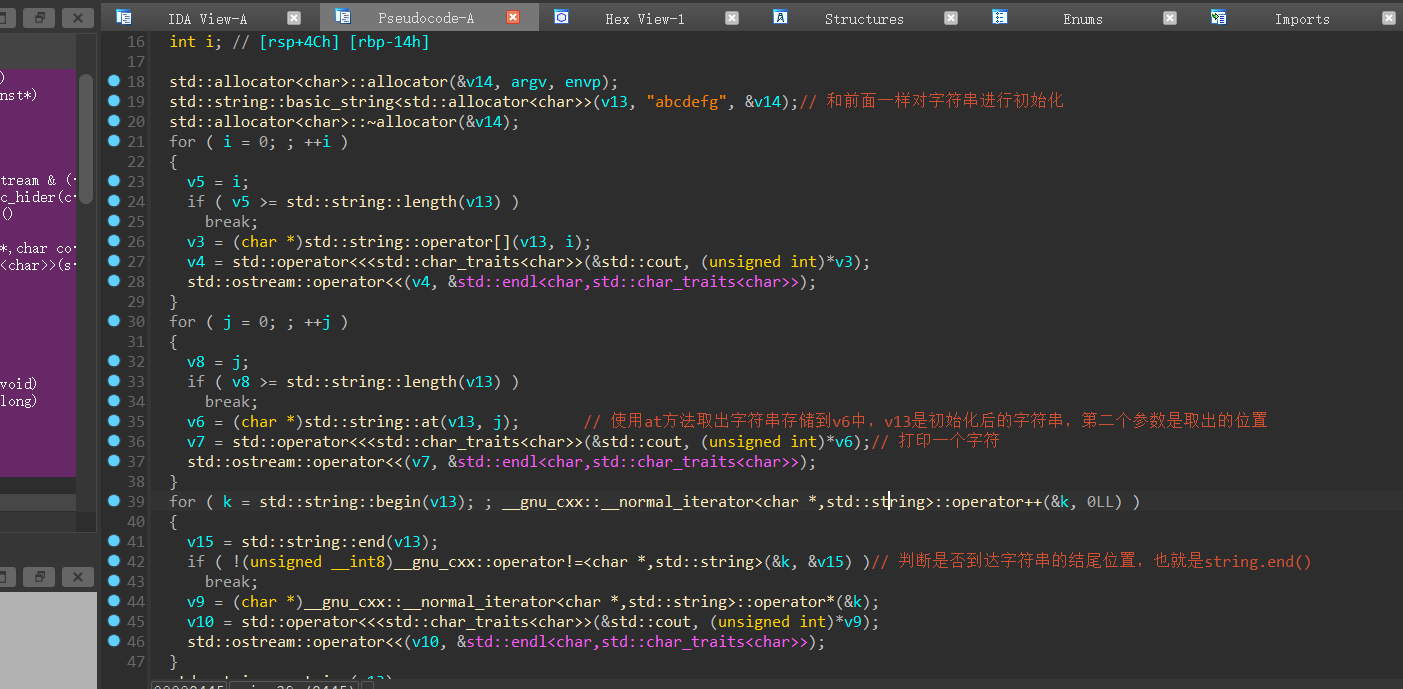 IDA View-A Pseudocode-A Hex View-1 Structures Enums Imports
16 int i; // [rsp+4Ch] [rbp-14h]
17
18 std::allocator<char>::allocator(&v14, argv, envp);
19 std::string::basic_string<std::allocator<char>>(v13, "abcdefg", &v14);// 和前面一样对字符串进行初始化
20 std::allocator<char>::~allocator(&v14);
21 for ( i = 0; ; ++i )
22 {
23 v5 = i;
24 if ( v5 >= std::string::length(v13) )
25 break;
26 v3 = (char *)std::string::operator[](v13, i);
27 v4 = std::operator<<<std::char_traits<char>>(&std::cout, (unsigned int)*v3);
28 std::ostream::operator<<(v4, &std::endl<char,std::char_traits<char>>);
29 }
30 for ( j = 0; ; ++j )
31 {
32 v8 = j;
33 if ( v8 >= std::string::length(v13) )
34 break;
35 v6 = (char *)std::string::at(v13, j); // 使用at方法取出字符串存储到v6中，v13是初始化后的字符串，第二个参数是取出的位置
36 v7 = std::operator<<<std::char_traits<char>>(&std::cout, (unsigned int)*v6);// 打印一个字符
37 std::ostream::operator<<(v7, &std::endl<char,std::char_traits<char>>);
38 }
39 for ( k = std::string::begin(v13); ; __gnu_cxx::__normal_iterator<char *,std::string>::operator++(&k, 0LL) )
40 {
41 v15 = std::string::end(v13);
42 if ( !(unsigned __int8)__gnu_cxx::operator!=<char *,std::string>(&k, &v15) )// 判断是否到达字符串的结尾位置，也就是string.end()
43 break;
44 v9 = (char *)__gnu_cxx::__normal_iterator<char *,std::string>::operator*(&k);
45 v10 = std::operator<<<std::char_traits<char>>(&std::cout, (unsigned int)*v9);
46 std::ostream::operator<<(v10, &std::endl<char,std::char_traits<char>>);
47 }
)
nst*)
tream & (
c_hider(c
()
*,char co
<char>>(s
void)
long)